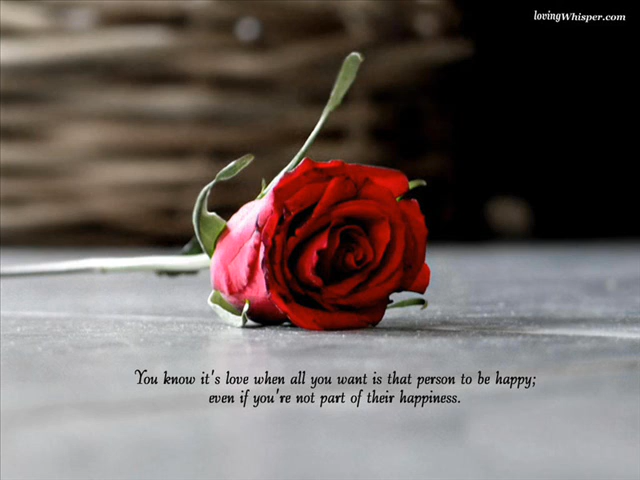 lovingWhisper.com
You know it's love when all you want is that person to be happy;
even if you're not part of their happiness.